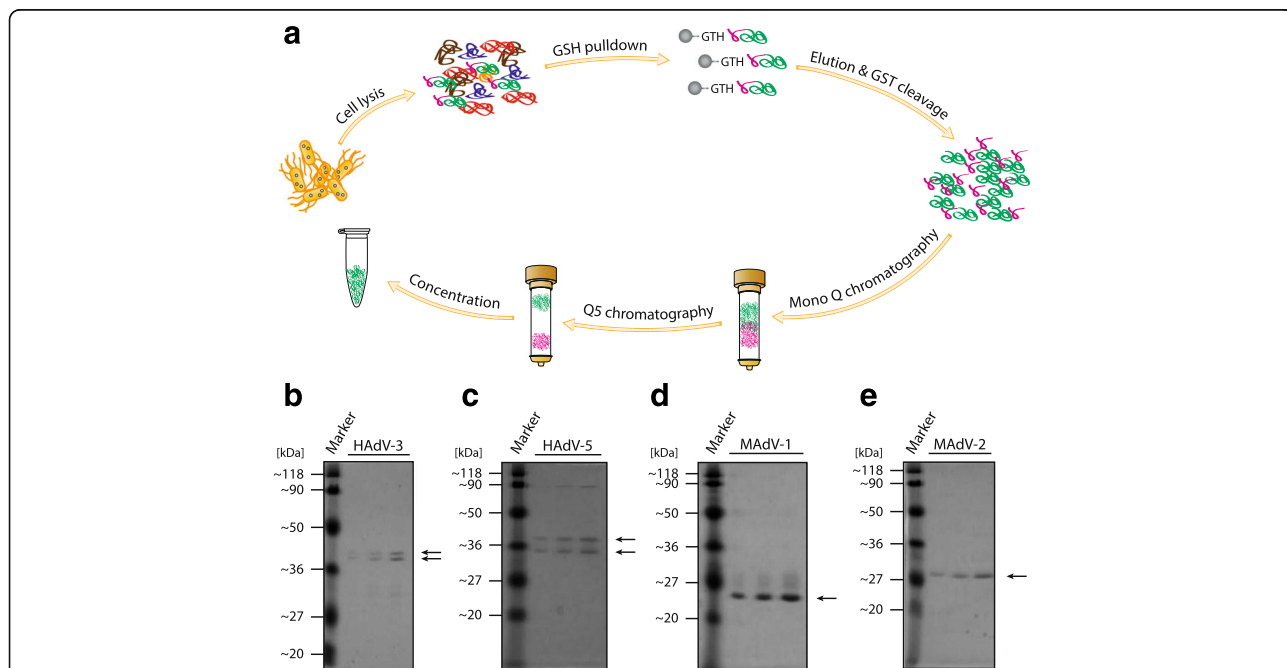 a
Cell lysis
GSH pulldown
GTH
GTH
GTH
Elution & GST cleavage
Mono Q chromatography
Q5 chromatography
Concentration
b
Marker
HAdV-3
[kDa]
~118
~90
~50
~36
~27
~20
c
Marker
HAdV-5
[kDa]
~118
~90
~50
~36
~27
~20
d
Marker
MAdV-1
[kDa]
~118
~90
~50
~36
~27
~20
e
Marker
MAdV-2
[kDa]
~118
~90
~50
~36
~27
~20